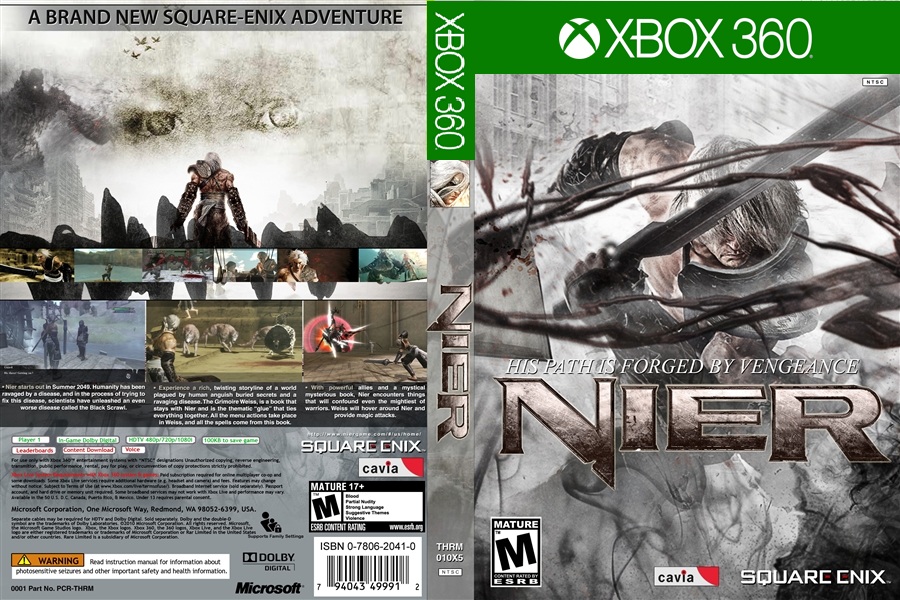 A BRAND NEW SQUARE-ENIX ADVENTURE
• Nier starts out in Summer 2049. Humanity has been
ravaged by a disease, and in the process of trying to
fix this disease, scientists have unleashed an even
worse disease called the Black Scrawl.
• Experience a rich, twisting storyline of a world
plagued by human anguish buried secrets and a
ravaging disease. The Grimoire Weiss, is a book that
stays with Nier and is the thematic "glue" that ties
everything together. All the menu actions take place
in Weiss, and all the spells come from this book.
• With powerful allies and a mystical
mysterious book, Nier encounters things
that will confound even the mightiest of
warriors. Weiss will hover around Nier and
provide magic attacks.
Player 1
In-Game Dolby Digital
HDTV 480p/720p/1080i
100KB to save game
Leaderboards
Content Download
Voice
SQUARE ENIX
cavia
Microsoft Corporation, One Microsoft Way, Redmond, WA 98052-6399, USA.
Supports Family Settings
MATURE 17+
M
Blood
Partial Nudity
Strong Language
Suggestive Themes
Violence
ESRB CONTENT RATING
www.esrb.org
WARNING
Read instruction manual for information about
photosensitive seizures and other important safety and health information.
DOLBY
DIGITAL
0001 Part No. PCR-THRM
Microsoft
ISBN 0-7806-2041-0
7 94043 49991 2
XBOX 360
NIER
THRM
010X5
NTSC
XBOX 360
NTSC
HIS PATH IS FORGED BY VENGEANCE
NIER
MATURE
M
CONTENT RATED BY
ESRB
cavia
SQUARE ENIX